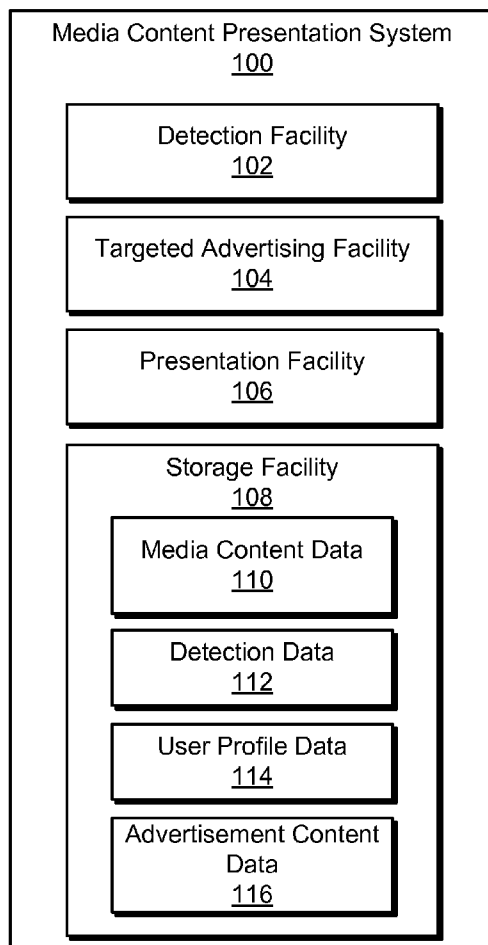 Media Content Presentation System
100
Detection Facility
102
Targeted Advertising Facility
104
Presentation Facility
106
Storage Facility
108
Media Content Data
110
Detection Data
112
User Profile Data
114
Advertisement Content
Data
116